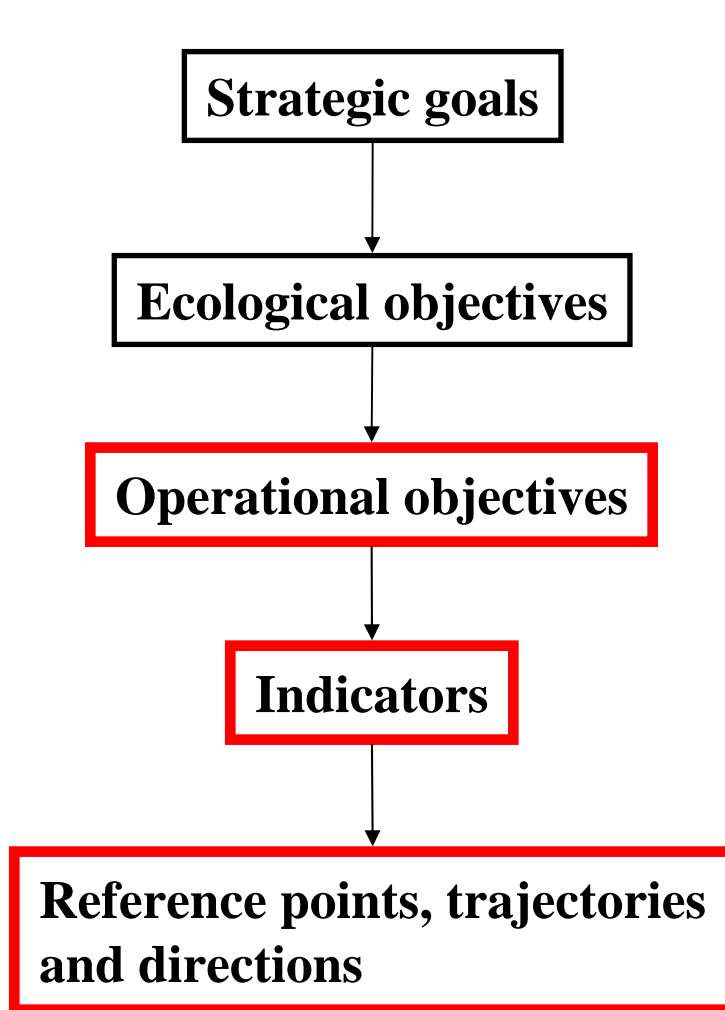 Strategic goals
Ecological objectives
Operational objectives
Indicators
Reference points, trajectories
and directions